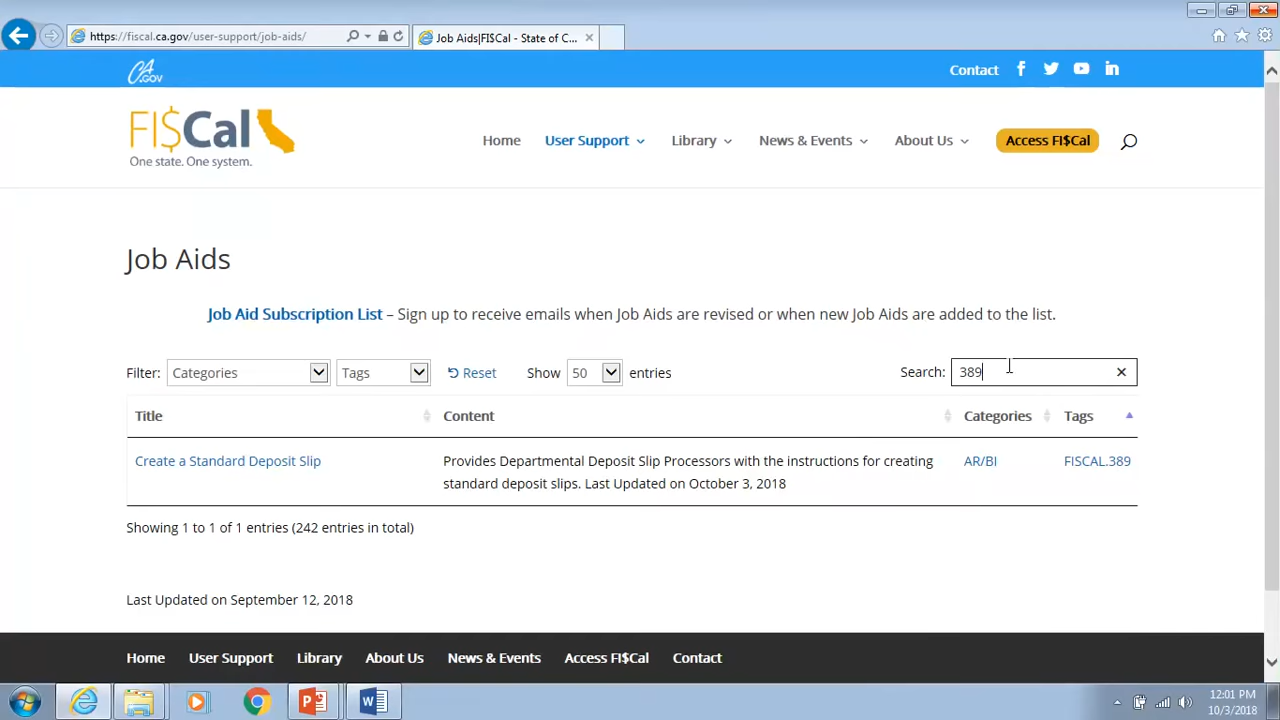 https://fiscal.ca.gov/user-support/job-aids/
Job Aids|FI$Cal - State of C...
CA.GOV
Contact
FI$Cal
One state. One system.
Home
User Support
Library
News & Events
About Us
Access FI$Cal
Job Aids
Job Aid Subscription List – Sign up to receive emails when Job Aids are revised or when new Job Aids are added to the list.
Filter: Categories Tags Reset Show 50 entries Search: 389
Title Content Categories Tags
Create a Standard Deposit Slip Provides Departmental Deposit Slip Processors with the instructions for creating AR/BI FISCAL.389
standard deposit slips. Last Updated on October 3, 2018
Showing 1 to 1 of 1 entries (242 entries in total)
Last Updated on September 12, 2018
Home User Support Library About Us News & Events Access FI$Cal Contact
12:01 PM
10/3/2018